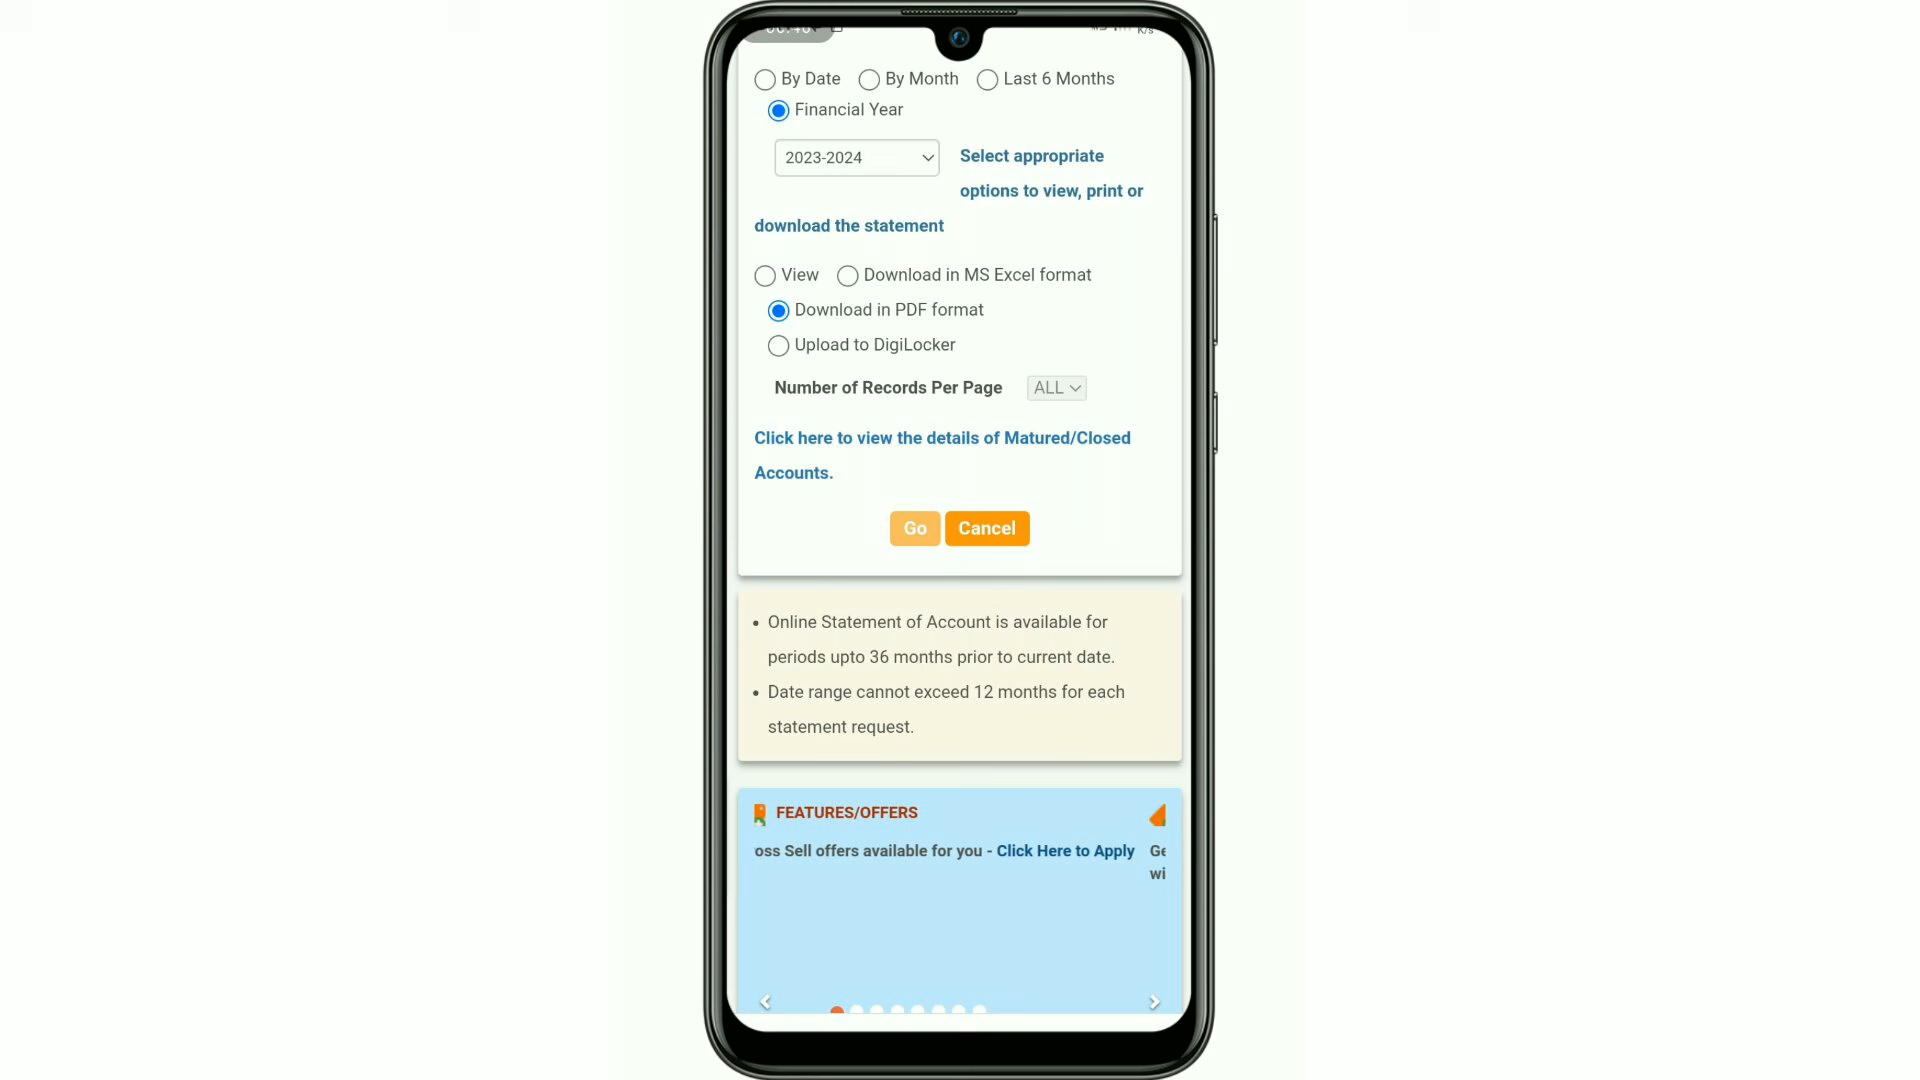 By Date By Month Last 6 Months
Financial Year
2023-2024 Select appropriate
options to view, print or
download the statement
View Download in MS Excel format
Download in PDF format
Upload to DigiLocker
Number of Records Per Page ALL
Click here to view the details of Matured/Closed
Accounts.
Go Cancel
• Online Statement of Account is available for
periods upto 36 months prior to current date.
• Date range cannot exceed 12 months for each
statement request.
FEATURES/OFFERS
oss Sell offers available for you - Click Here to Apply Ge
wi